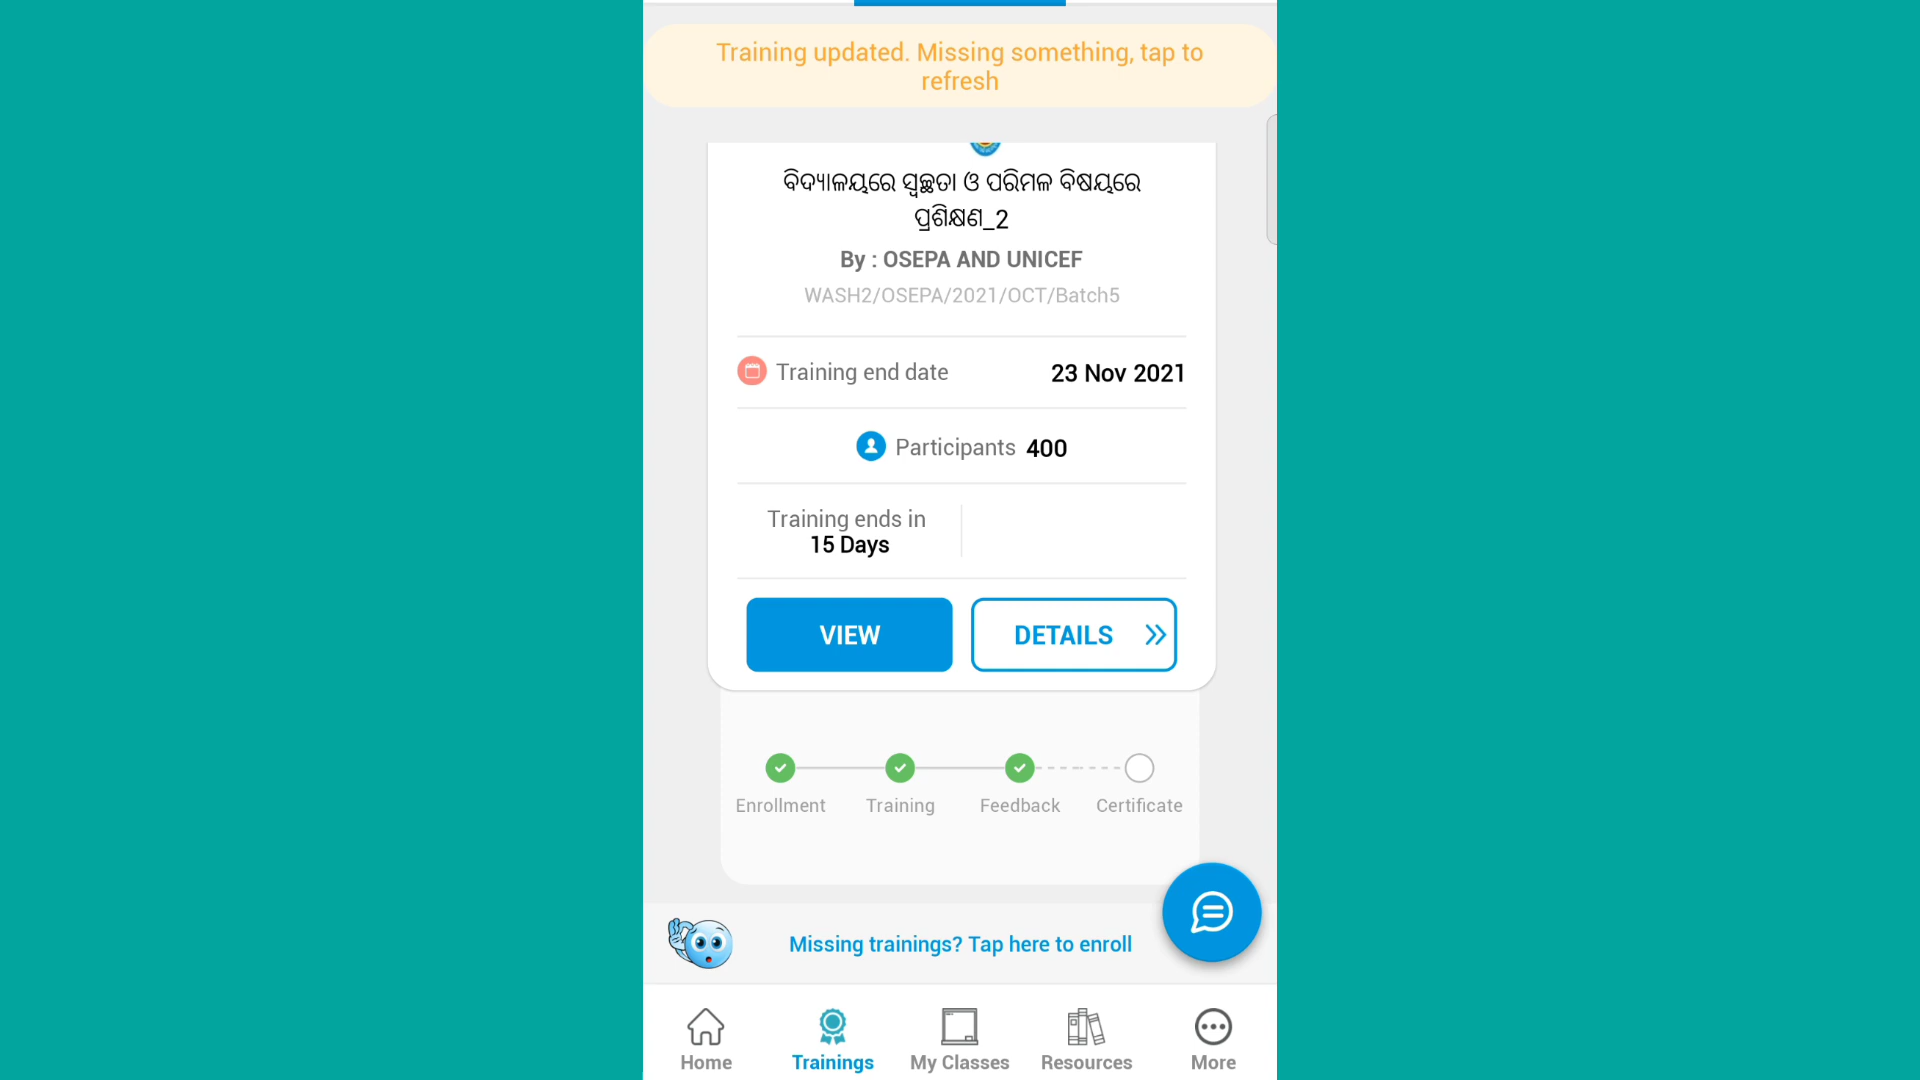 Training updated. Missing something, tap to
refresh
ବିଦ୍ୟାଳୟରେ ସ୍ୱଚ୍ଛତା ଓ ପରିମଳ ବିଷୟରେ
ପ୍ରଶିକ୍ଷଣ_2
By : OSEPA AND UNICEF
WASH2/OSEPA/2021/OCT/Batch5
Training end date 23 Nov 2021
Participants 400
Training ends in
15 Days
VIEW DETAILS
Enrollment Training Feedback Certificate
Missing trainings? Tap here to enroll
Home Trainings My Classes Resources More